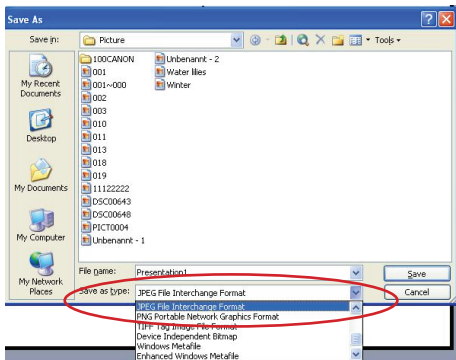 Save As
Save in:
Picture
Tools
My Recent
Documents
Desktop
My Documents
My Computer
My Network
Places
100CANON
001
001~000
002
003
010
011
013
018
019
11122222
DSC00643
DSC00648
PICT0004
Unbenannt - 1
Unbenannt - 2
Water lilies
Winter
File name:
Presentation1
Save
Save as type:
JPEG File Interchange Format
Cancel
JPEG File Interchange Format
PNG Portable Network Graphics Format
TIFF Tag Image File Format
Device Independent Bitmap
Windows Metafile
Enhanced Windows Metafile